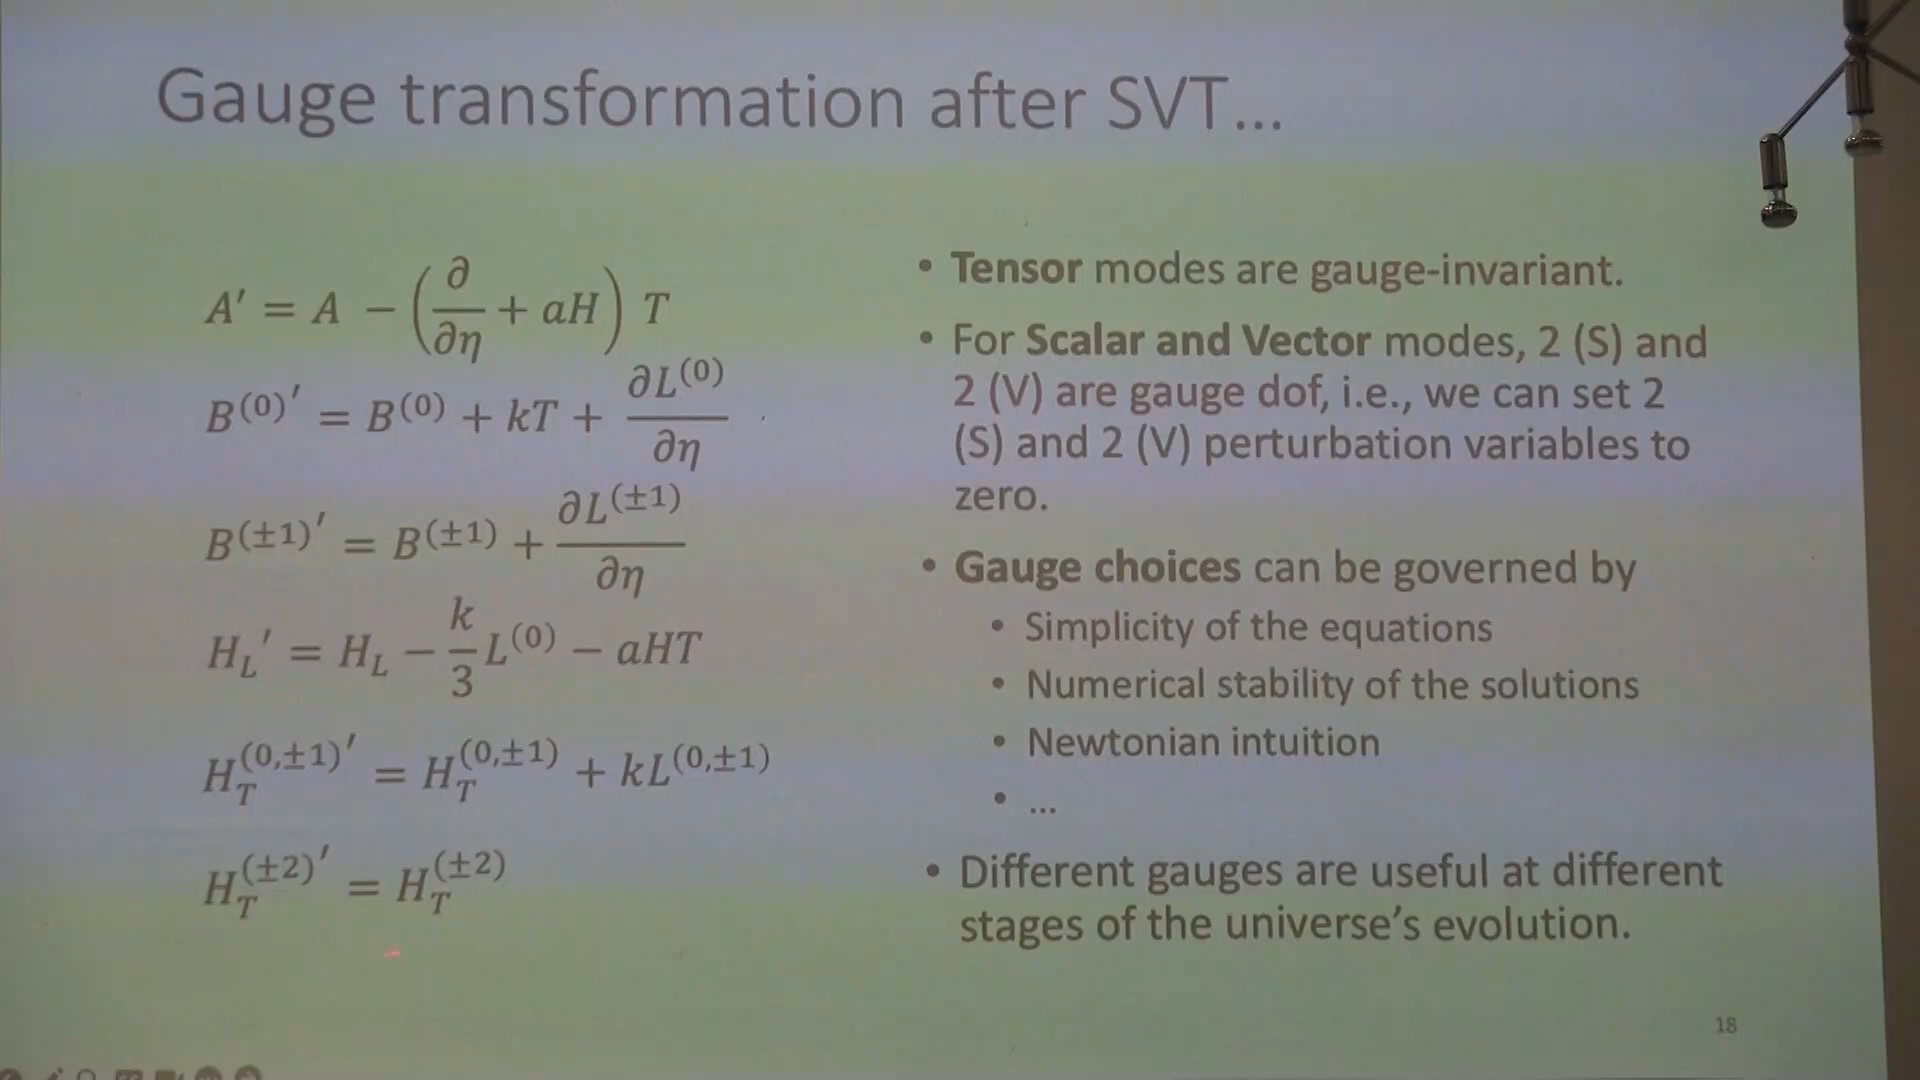 Gauge transformation after SVT...
A′ = A − (∂/∂η + aH) T
B⁽⁰⁾′ = B⁽⁰⁾ + kT + ∂L⁽⁰⁾/∂η
B⁽±¹⁾′ = B⁽±¹⁾ + ∂L⁽±¹⁾/∂η
H_L′ = H_L − k/3 L⁽⁰⁾ − aHT
H_T^(0,±1)′ = H_T^(0,±1) + kL^(0,±1)
H_T^(±2)′ = H_T^(±2)
• Tensor modes are gauge-invariant.
• For Scalar and Vector modes, 2 (S) and
2 (V) are gauge dof, i.e., we can set 2
(S) and 2 (V) perturbation variables to
zero.
• Gauge choices can be governed by
• Simplicity of the equations
• Numerical stability of the solutions
• Newtonian intuition
• ...
• Different gauges are useful at different
stages of the universe’s evolution.
18